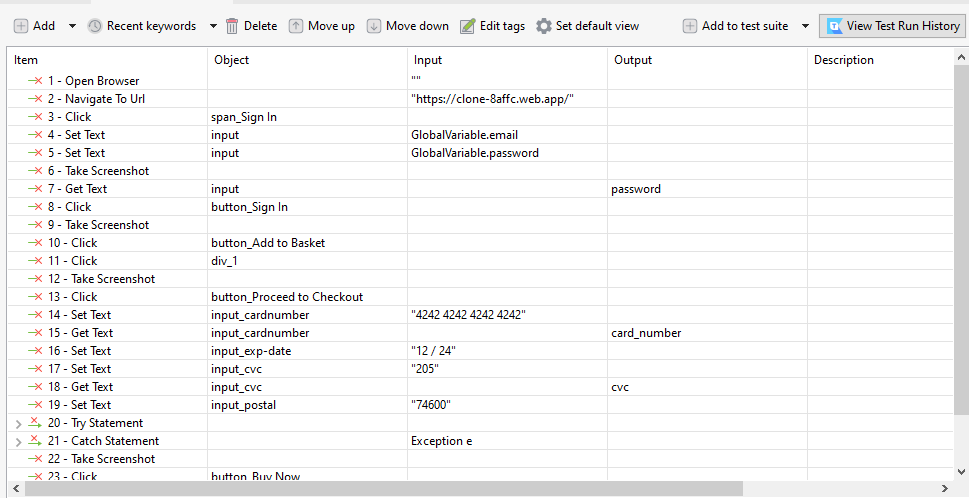 Add Recent keywords Delete Move up Move down Edit tags Set default view Add to test suite View Test Run History
Item Object Input Output Description
1 - Open Browser ""
2 - Navigate To Url "https://clone-8affc.web.app/"
3 - Click span_Sign In
4 - Set Text input GlobalVariable.email
5 - Set Text input GlobalVariable.password
6 - Take Screenshot
7 - Get Text input password
8 - Click button_Sign In
9 - Take Screenshot
10 - Click button_Add to Basket
11 - Click div_1
12 - Take Screenshot
13 - Click button_Proceed to Checkout
14 - Set Text input_cardnumber "4242 4242 4242 4242"
15 - Get Text input_cardnumber card_number
16 - Set Text input_exp-date "12 / 24"
17 - Set Text input_cvc "205"
18 - Get Text input_cvc cvc
19 - Set Text input_postal "74600"
20 - Try Statement
21 - Catch Statement Exception e
22 - Take Screenshot
23 - Click button_Buy Now